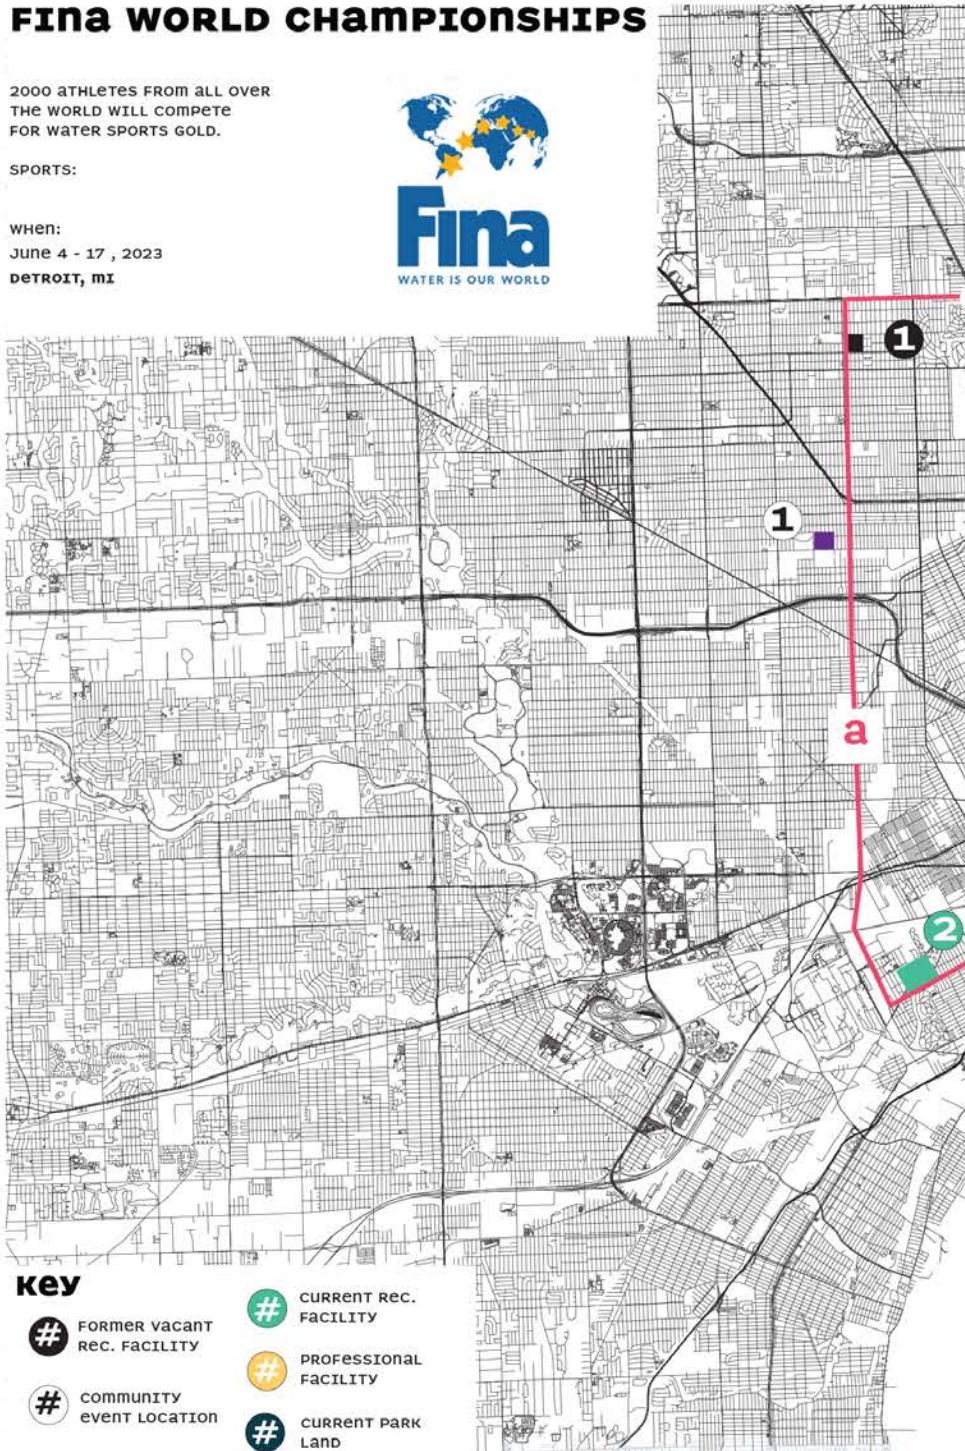 FINA WORLD CHAMPIONSHIPS
2000 ATHLETES FROM ALL OVER
THE WORLD WILL COMPETE
FOR WATER SPORTS GOLD.
SPORTS:
WHEN:
June 4 - 17 , 2023
DETROIT, MI
Fina
WATER IS OUR WORLD
1
1
a
2
KEY
# FORMER VACANT
REC. FACILITY
# COMMUNITY
EVENT LOCATION
# CURRENT REC.
FACILITY
# PROFESSIONAL
FACILITY
# CURRENT PARK
LAND